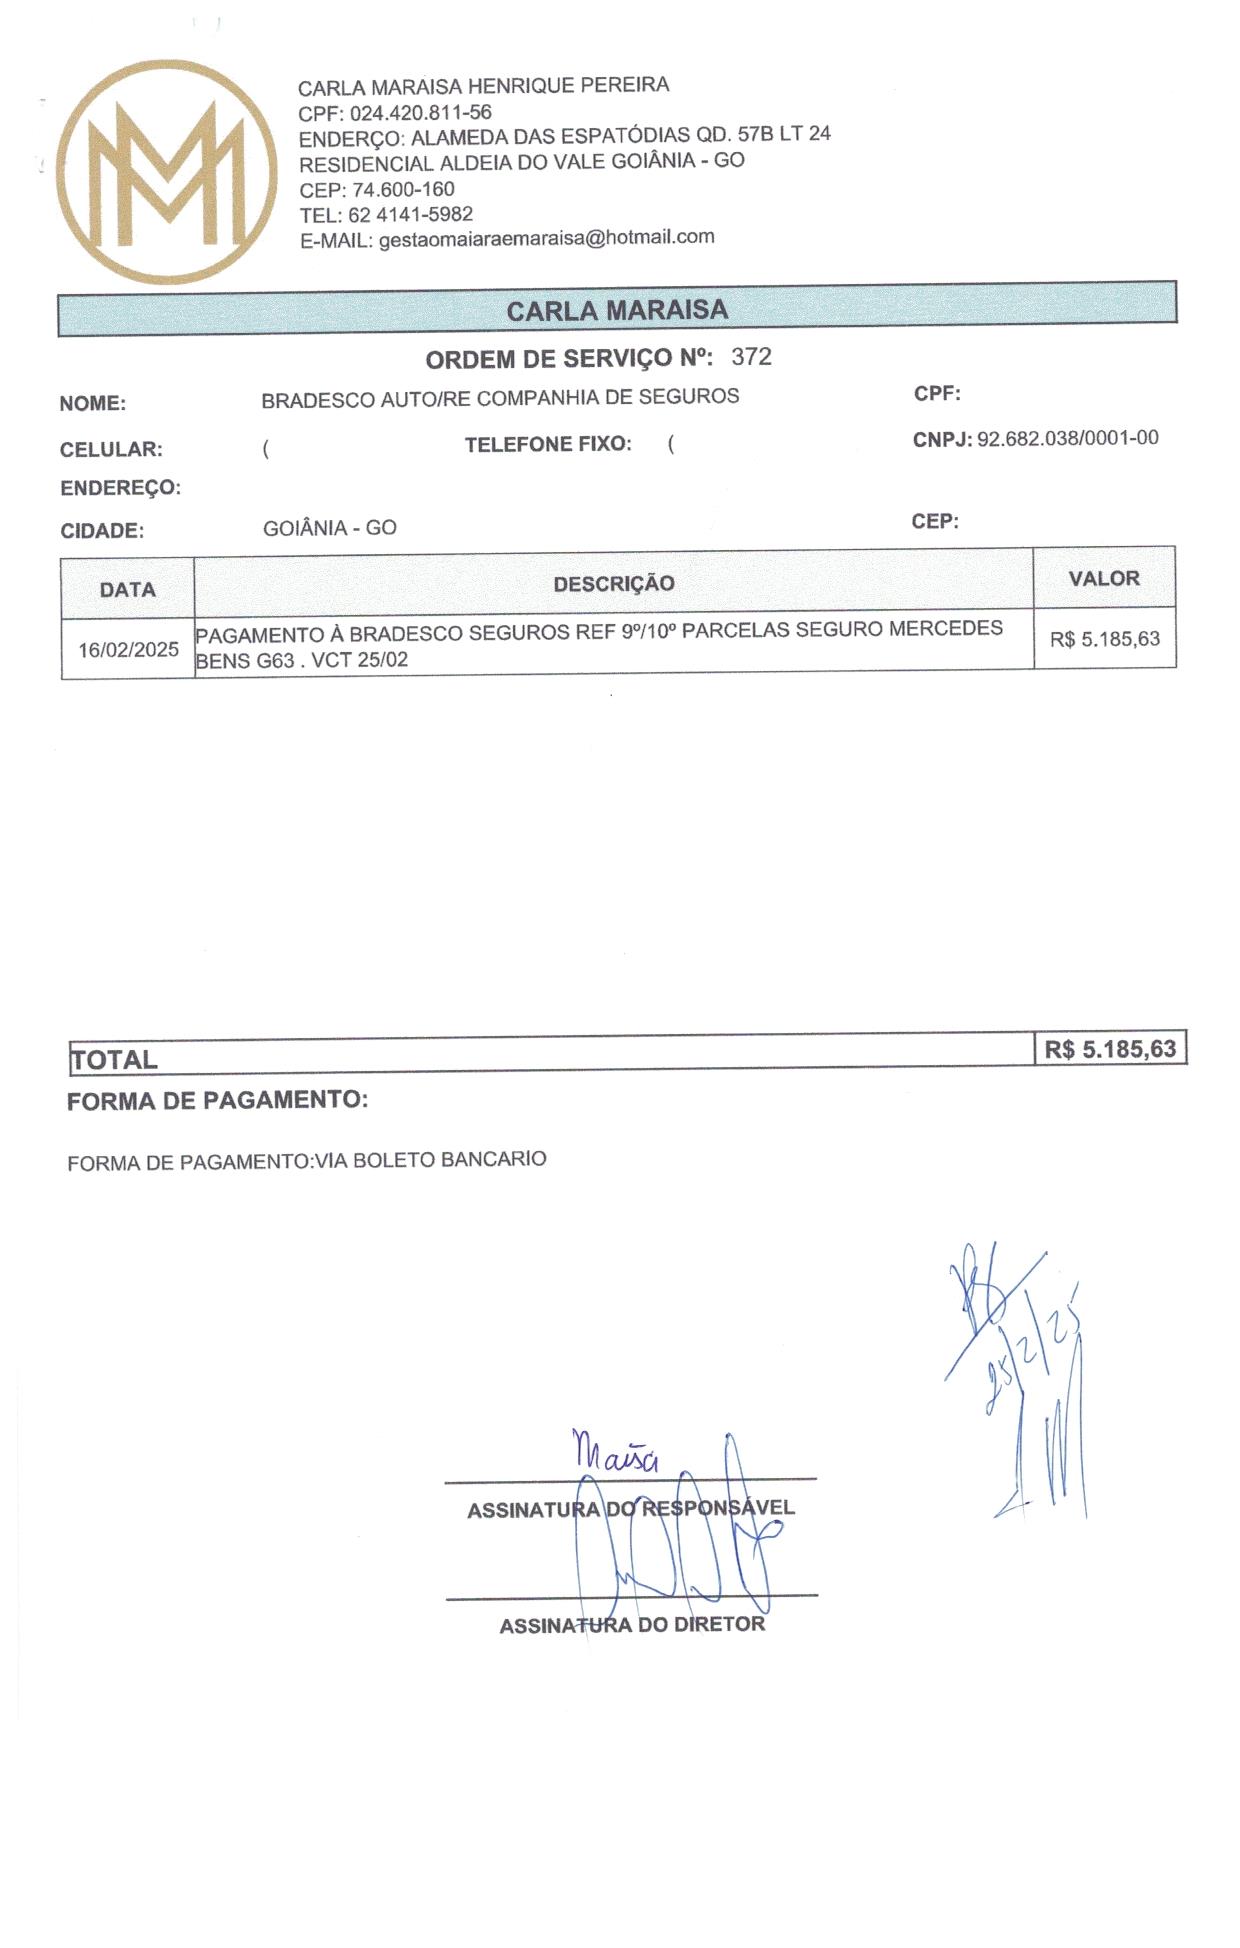 CARLA MARAISA HENRIQUE PEREIRA
CPF: 024.420.811-56
ENDERÇO: ALAMEDA DAS ESPATÓDIAS QD. 57B LT 24
RESIDENCIAL ALDEIA DO VALE GOIÂNIA - GO
CEP: 74.600-160
TEL: 62 4141-5982
E-MAIL: gestaomaiaraemaraisa@hotmail.com
CARLA MARAISA
ORDEM DE SERVIÇO Nº: 372
NOME: BRADESCO AUTO/RE COMPANHIA DE SEGUROS CPF:
CELULAR: ( TELEFONE FIXO: ( CNPJ: 92.682.038/0001-00
ENDEREÇO:
CIDADE: GOIÂNIA - GO CEP:
DATA DESCRIÇÃO VALOR
16/02/2025 PAGAMENTO À BRADESCO SEGUROS REF 9º/10º PARCELAS SEGURO MERCEDES R$ 5.185,63
BENS G63 . VCT 25/02
TOTAL R$ 5.185,63
FORMA DE PAGAMENTO:
FORMA DE PAGAMENTO:VIA BOLETO BANCARIO
25/2/25
Maísa
ASSINATURA DO RESPONSÁVEL
ASSINATURA DO DIRETOR